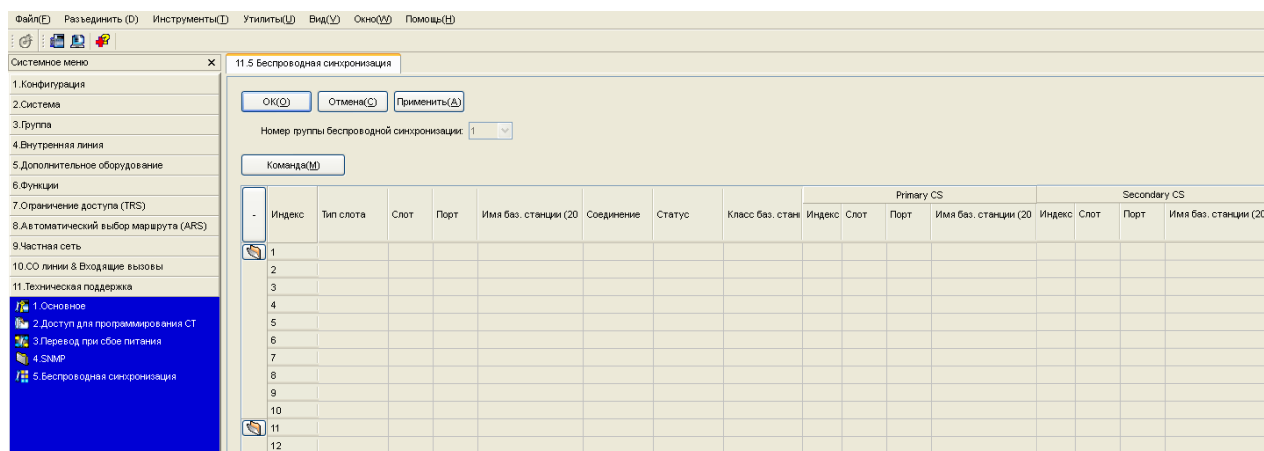 Файл(F) Разъединить (D) Инструменты(T) Утилиты(U) Вид(V) Окно(W) Помощь(H)
Системное меню
11.5 Беспроводная синхронизация
1.Конфигурация
2.Система
3.Группа
4.Внутренняя линия
5.Дополнительное оборудование
6.Функции
7.Ограничение доступа (TRS)
8.Автоматический выбор маршрута (ARS)
9.Частная сеть
10.CO линии & Входящие вызовы
11.Техническая поддержка
1.Основное
2.Доступ для программирования CT
3.Перевод при сбое питания
4.SNMP
5.Беспроводная синхронизация
OK(O) Отмена(C) Применить(A)
Номер группы беспроводной синхронизации: 1
Команда(M)
Primary CS Secondary CS
- Индекс Тип слота Слот Порт Имя баз. станции (20 Соединение Статус Класс баз. стан Индекс Слот Порт Имя баз. станции (20 Индекс Слот Порт Имя баз. станции (20
1
2
3
4
5
6
7
8
9
10
11
12